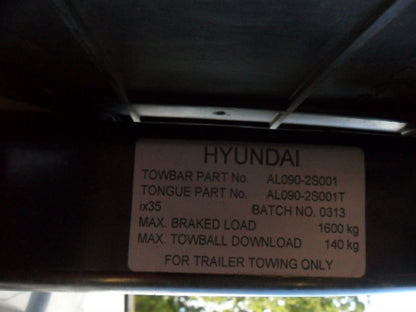 HYUNDAI
TOWBAR PART No. AL090-2S001
TONGUE PART No. AL090-2S001T
ix35 BATCH NO. 0313
MAX. BRAKED LOAD 1600 kg
MAX. TOWBALL DOWNLOAD 140 kg
FOR TRAILER TOWING ONLY